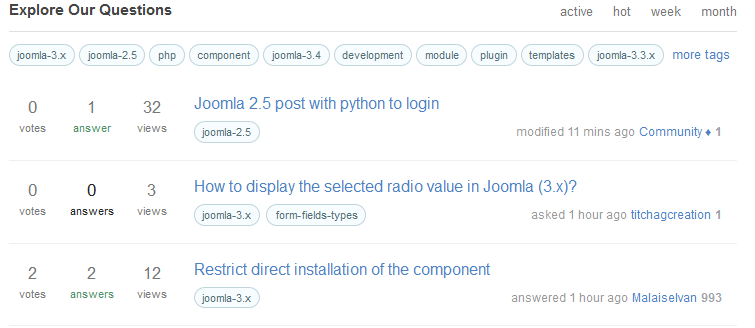 Explore Our Questions active hot week month
joomla-3.x joomla-2.5 php component joomla-3.4 development module plugin templates joomla-3.3.x more tags
0 1 32 Joomla 2.5 post with python to login
votes answer views joomla-2.5 modified 11 mins ago Community ♦ 1
0 0 3 How to display the selected radio value in Joomla (3.x)?
votes answers views joomla-3.x form-fields-types asked 1 hour ago titchagcreation 1
2 2 12 Restrict direct installation of the component
votes answers views joomla-3.x answered 1 hour ago Malaiselvan 993